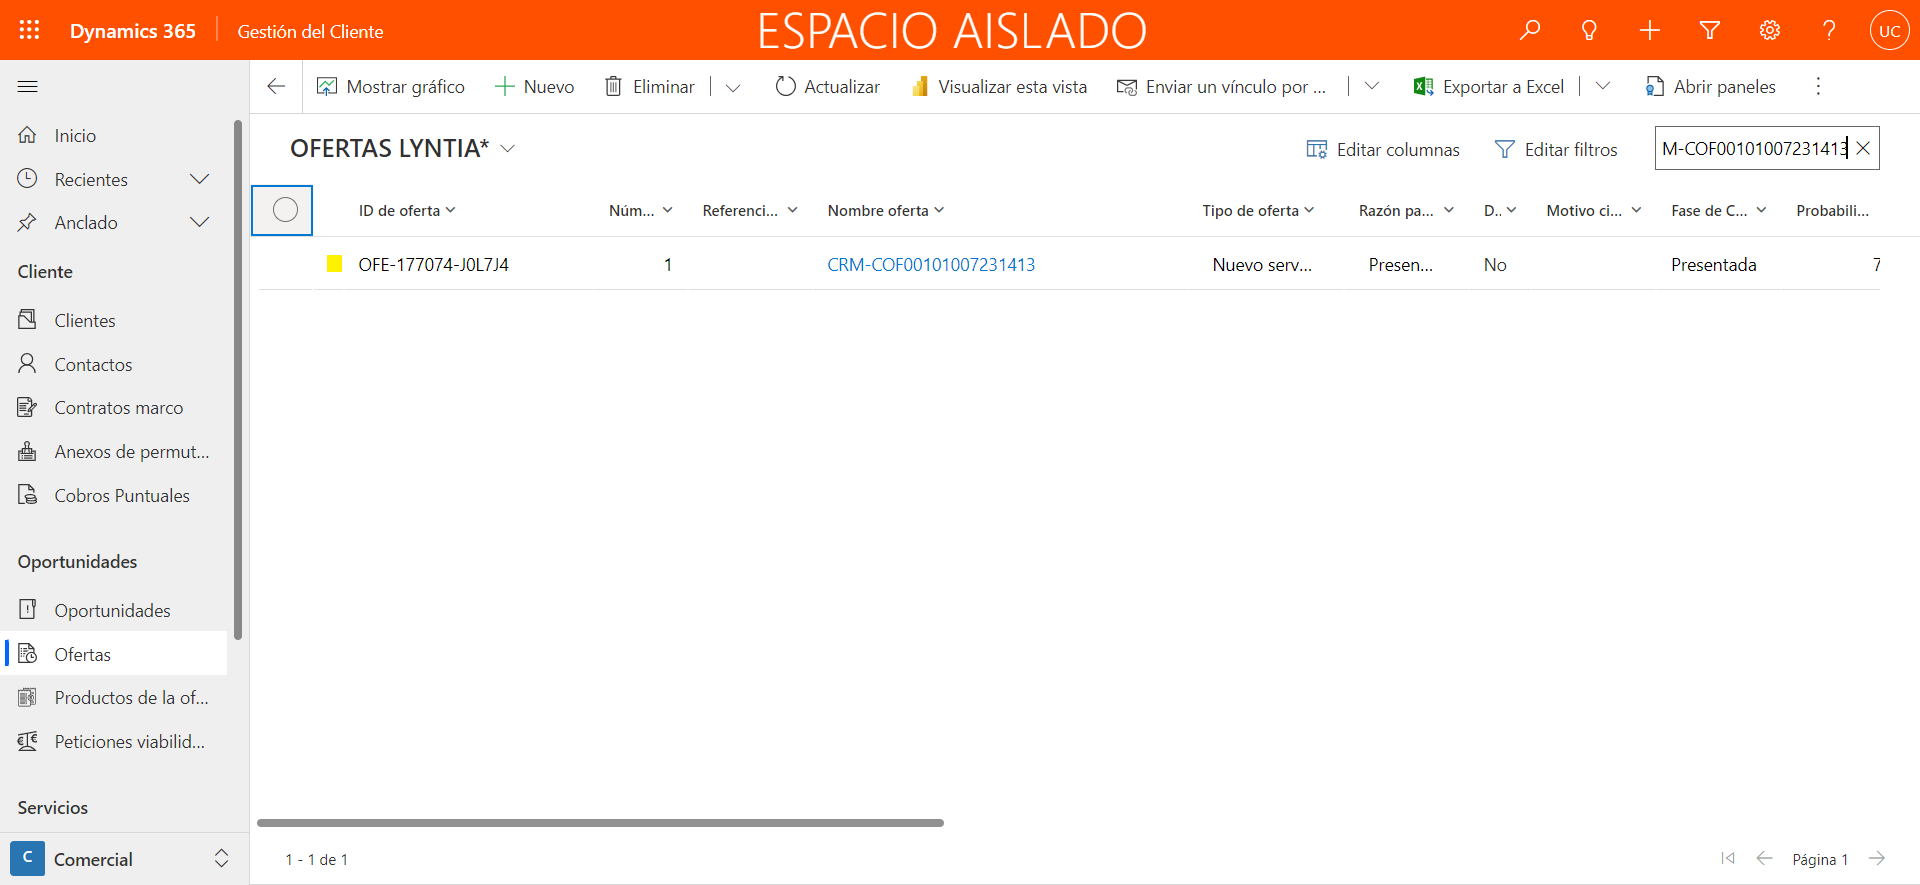 Dynamics 365
Gestión del Cliente
ESPACIO AISLADO
UC
Mostrar gráfico
Nuevo
Eliminar
Actualizar
Visualizar esta vista
Enviar un vínculo por ...
Exportar a Excel
Abrir paneles
Inicio
Recientes
Anclado
Cliente
Clientes
Contactos
Contratos marco
Anexos de permut...
Cobros Puntuales
Oportunidades
Oportunidades
Ofertas
Productos de la of...
Peticiones viabilid...
Servicios
C
Comercial
OFERTAS LYNTIA*
Editar columnas
Editar filtros
M-COF00101007231413
ID de oferta
Núm...
Referenci...
Nombre oferta
Tipo de oferta
Razón pa...
D..
Motivo ci...
Fase de C...
Probabili...
OFE-177074-J0L7J4
1
CRM-COF00101007231413
Nuevo serv...
Presen...
No
Presentada
7
1 - 1 de 1
Página 1